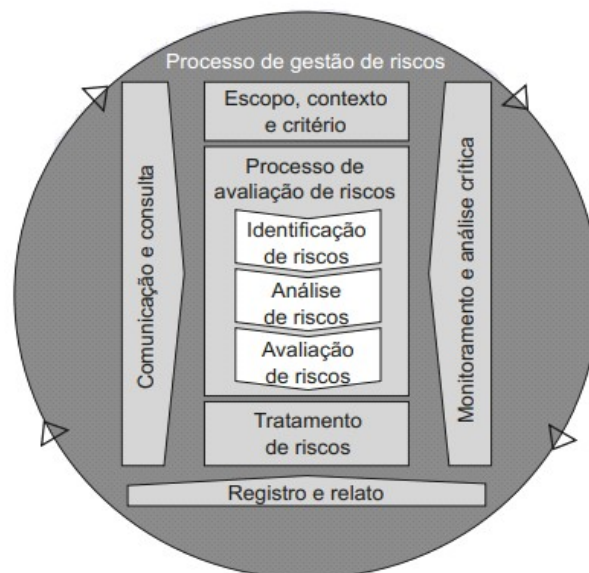 Processo de gestão de riscos
Escopo, contexto
e critério
Processo de
avaliação de riscos
Identificação
de riscos
Análise
de riscos
Avaliação
de riscos
Tratamento
de riscos
Comunicação e consulta
Monitoramento e análise crítica
Registro e relato